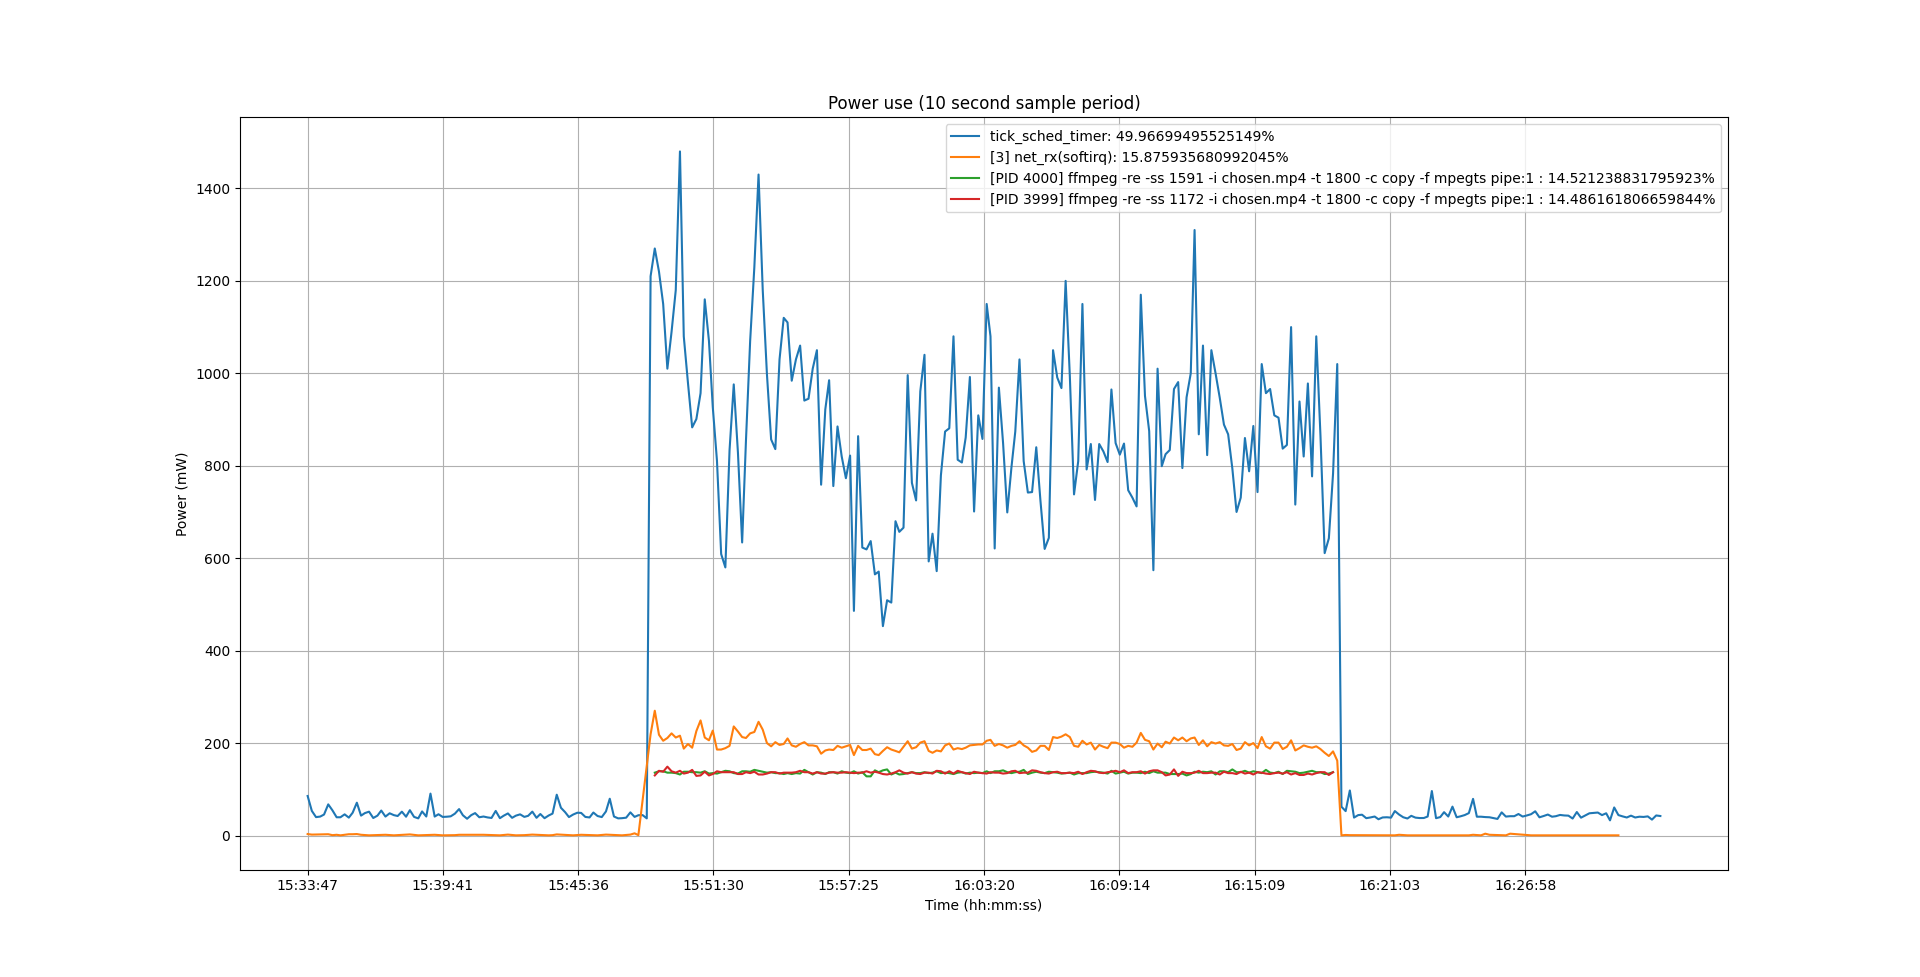 Power use (10 second sample period)
tick_sched_timer: 49.96699495525149%
[3] net_rx(softirq): 15.875935680992045%
[PID 4000] ffmpeg -re -ss 1591 -i chosen.mp4 -t 1800 -c copy -f mpegts pipe:1 : 14.521238831795923%
[PID 3999] ffmpeg -re -ss 1172 -i chosen.mp4 -t 1800 -c copy -f mpegts pipe:1 : 14.486161806659844%
Power (mW)
1400
1200
1000
800
600
400
200
0
15:33:47 15:39:41 15:45:36 15:51:30 15:57:25 16:03:20 16:09:14 16:15:09 16:21:03 16:26:58
Time (hh:mm:ss)